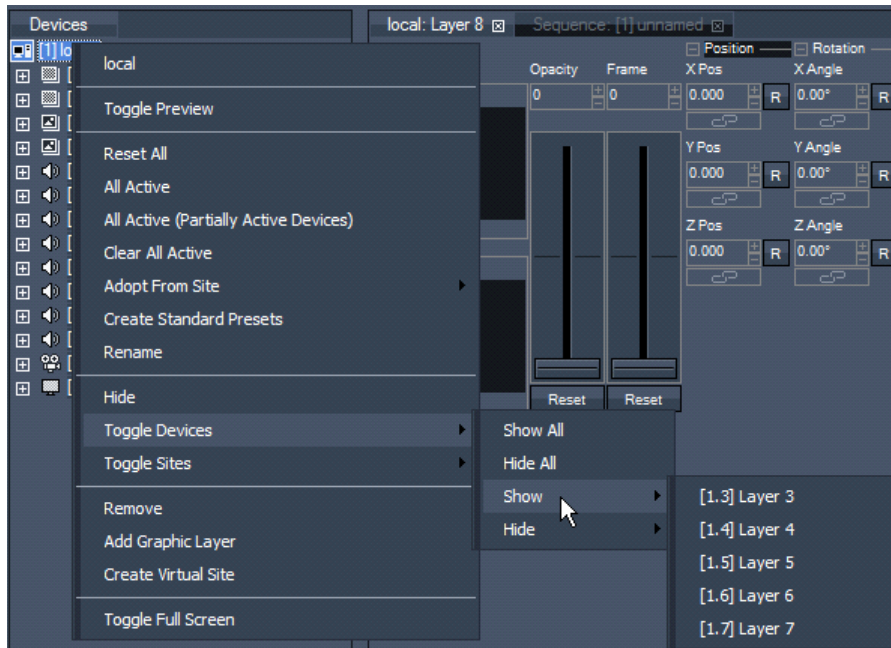 Devices
local: Layer 8
Sequence: [1] unnamed
[1] lo
Position
Rotation
Opacity
Frame
X Pos
X Angle
0
0
0.000
R
0.00°
R
Y Pos
Y Angle
0.000
R
0.00°
R
Z Pos
Z Angle
0.000
R
0.00°
R
Reset
Reset
local
Toggle Preview
Reset All
All Active
All Active (Partially Active Devices)
Clear All Active
Adopt From Site
Create Standard Presets
Rename
Hide
Toggle Devices
Toggle Sites
Remove
Add Graphic Layer
Create Virtual Site
Toggle Full Screen
Show All
Hide All
Show
Hide
[1.3] Layer 3
[1.4] Layer 4
[1.5] Layer 5
[1.6] Layer 6
[1.7] Layer 7